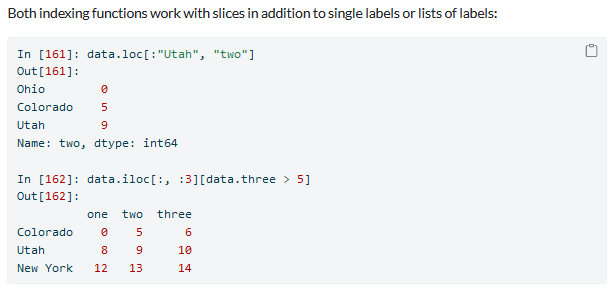 Both indexing functions work with slices in addition to single labels or lists of labels:
In [161]: data.loc[:"Utah", "two"]
Out[161]:
Ohio        0
Colorado    5
Utah        9
Name: two, dtype: int64
In [162]: data.iloc[:, :3][data.three > 5]
Out[162]:
          one  two  three
Colorado    0    5      6
Utah        8    9     10
New York   12   13     14